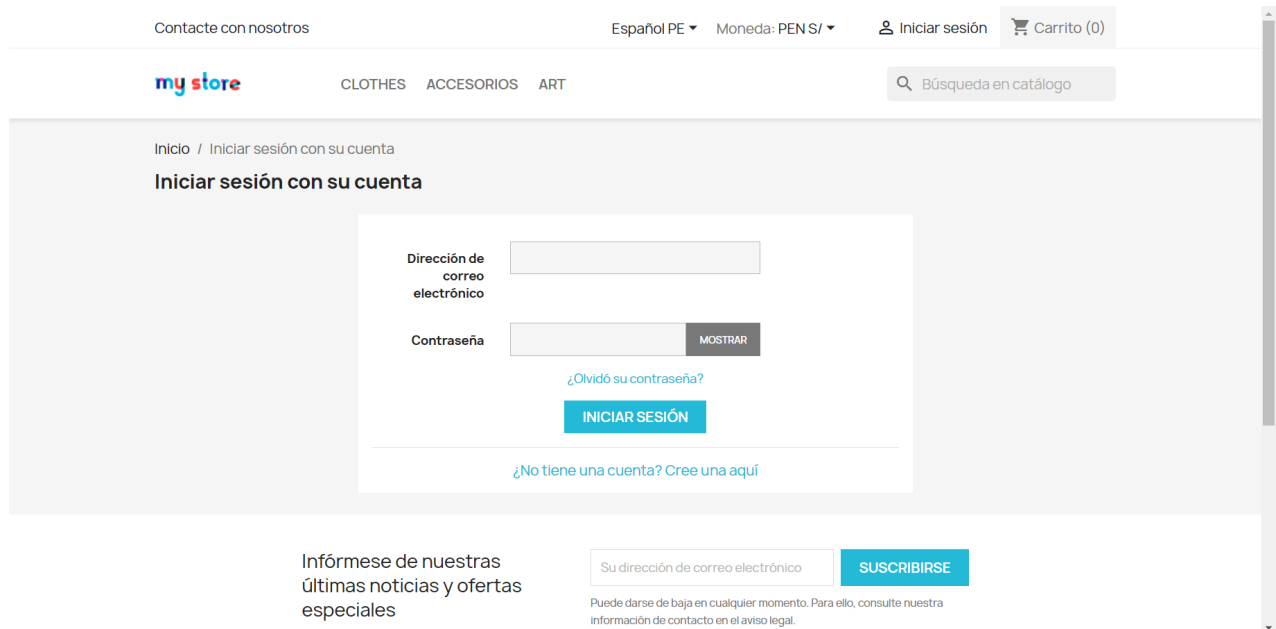 Contacte con nosotros
Español PE
Moneda: PEN S/
Iniciar sesión
Carrito (0)
my store
CLOTHES
ACCESORIOS
ART
Búsqueda en catálogo
Inicio / Iniciar sesión con su cuenta
Iniciar sesión con su cuenta
Dirección de
correo
electrónico
Contraseña
MOSTRAR
¿Olvidó su contraseña?
INICIAR SESIÓN
¿No tiene una cuenta? Cree una aquí
Infórmese de nuestras
últimas noticias y ofertas
especiales
Su dirección de correo electrónico
SUSCRIBIRSE
Puede darse de baja en cualquier momento. Para ello, consulte nuestra
información de contacto en el aviso legal.